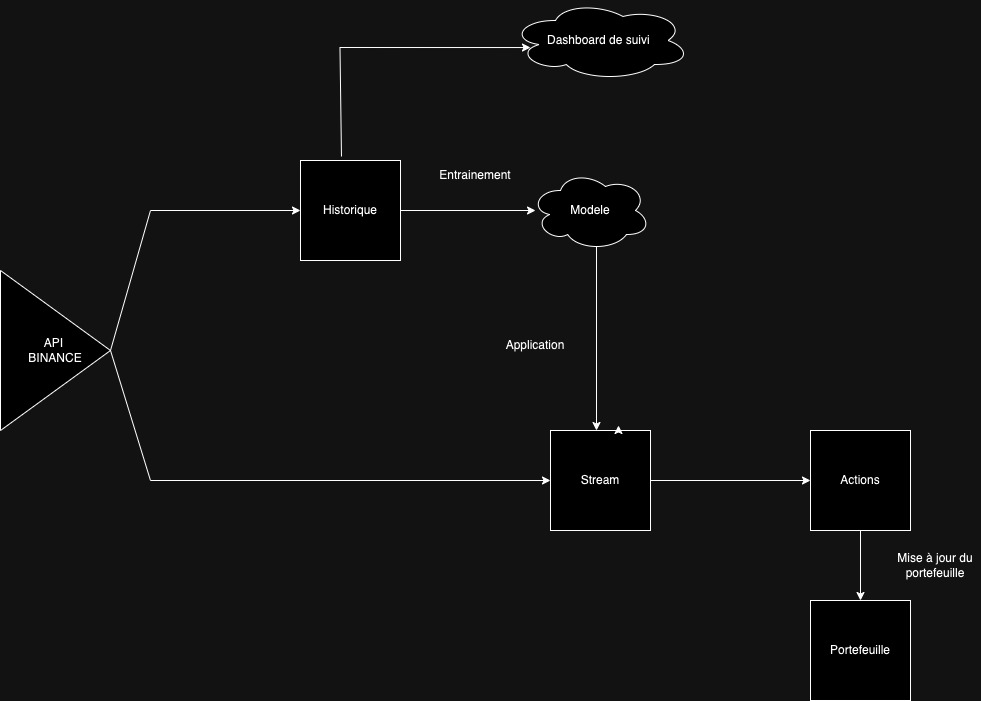 Dashboard de suivi
Entrainement
Historique
Modele
API
BINANCE
Application
Stream
Actions
Mise à jour du
portefeuille
Portefeuille